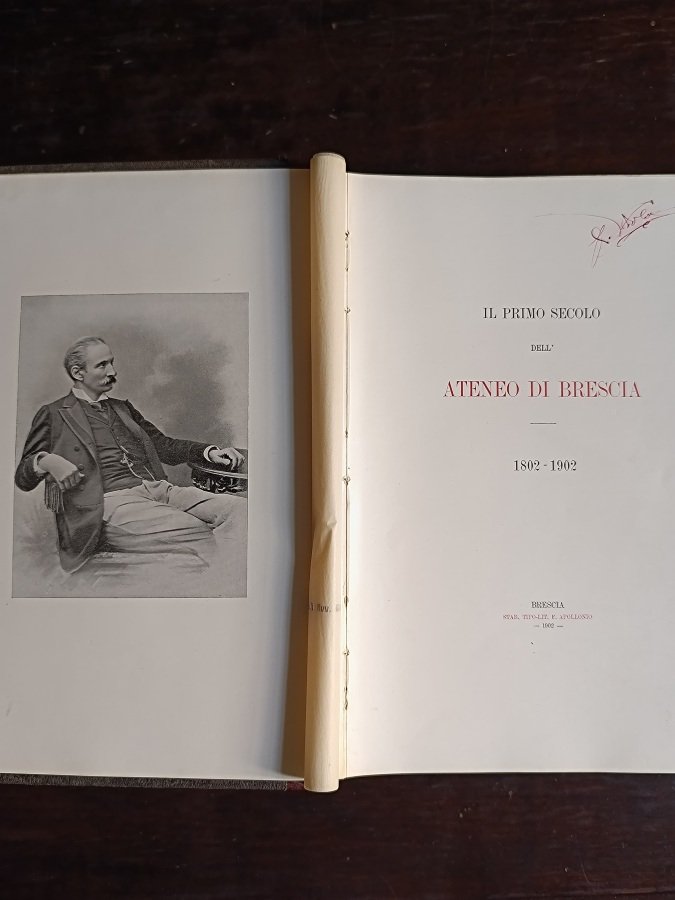 IL PRIMO SECOLO
DELL'
ATENEO DI BRESCIA
1802 - 1902
BRESCIA
STAB. TIPO-LIT. F. APOLLONIO
— 1902 —